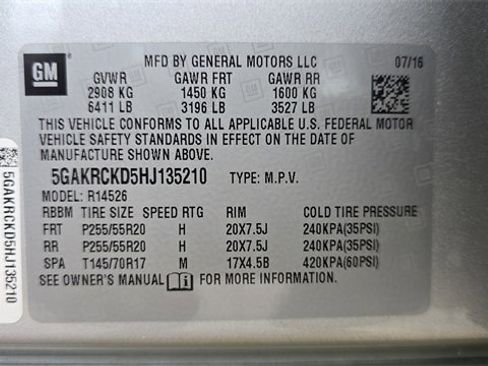 GM
MFD BY GENERAL MOTORS LLC
07/16
GVWR GAWR FRT GAWR RR
2908 KG 1450 KG 1600 KG
6411 LB 3196 LB 3527 LB
THIS VEHICLE CONFORMS TO ALL APPLICABLE U.S. FEDERAL MOTOR
VEHICLE SAFETY STANDARDS IN EFFECT ON THE DATE OF
MANUFACTURE SHOWN ABOVE.
5GAKRCKD5HJ135210 TYPE: M.P.V.
MODEL: R14526
RBBM TIRE SIZE SPEED RTG RIM COLD TIRE PRESSURE
FRT P255/55R20 H 20X7.5J 240KPA(35PSI)
RR P255/55R20 H 20X7.5J 240KPA(35PSI)
SPA T145/70R17 M 17X4.5B 420KPA(60PSI)
SEE OWNER'S MANUAL FOR MORE INFORMATION.
5GAKRCKD5HJ135210